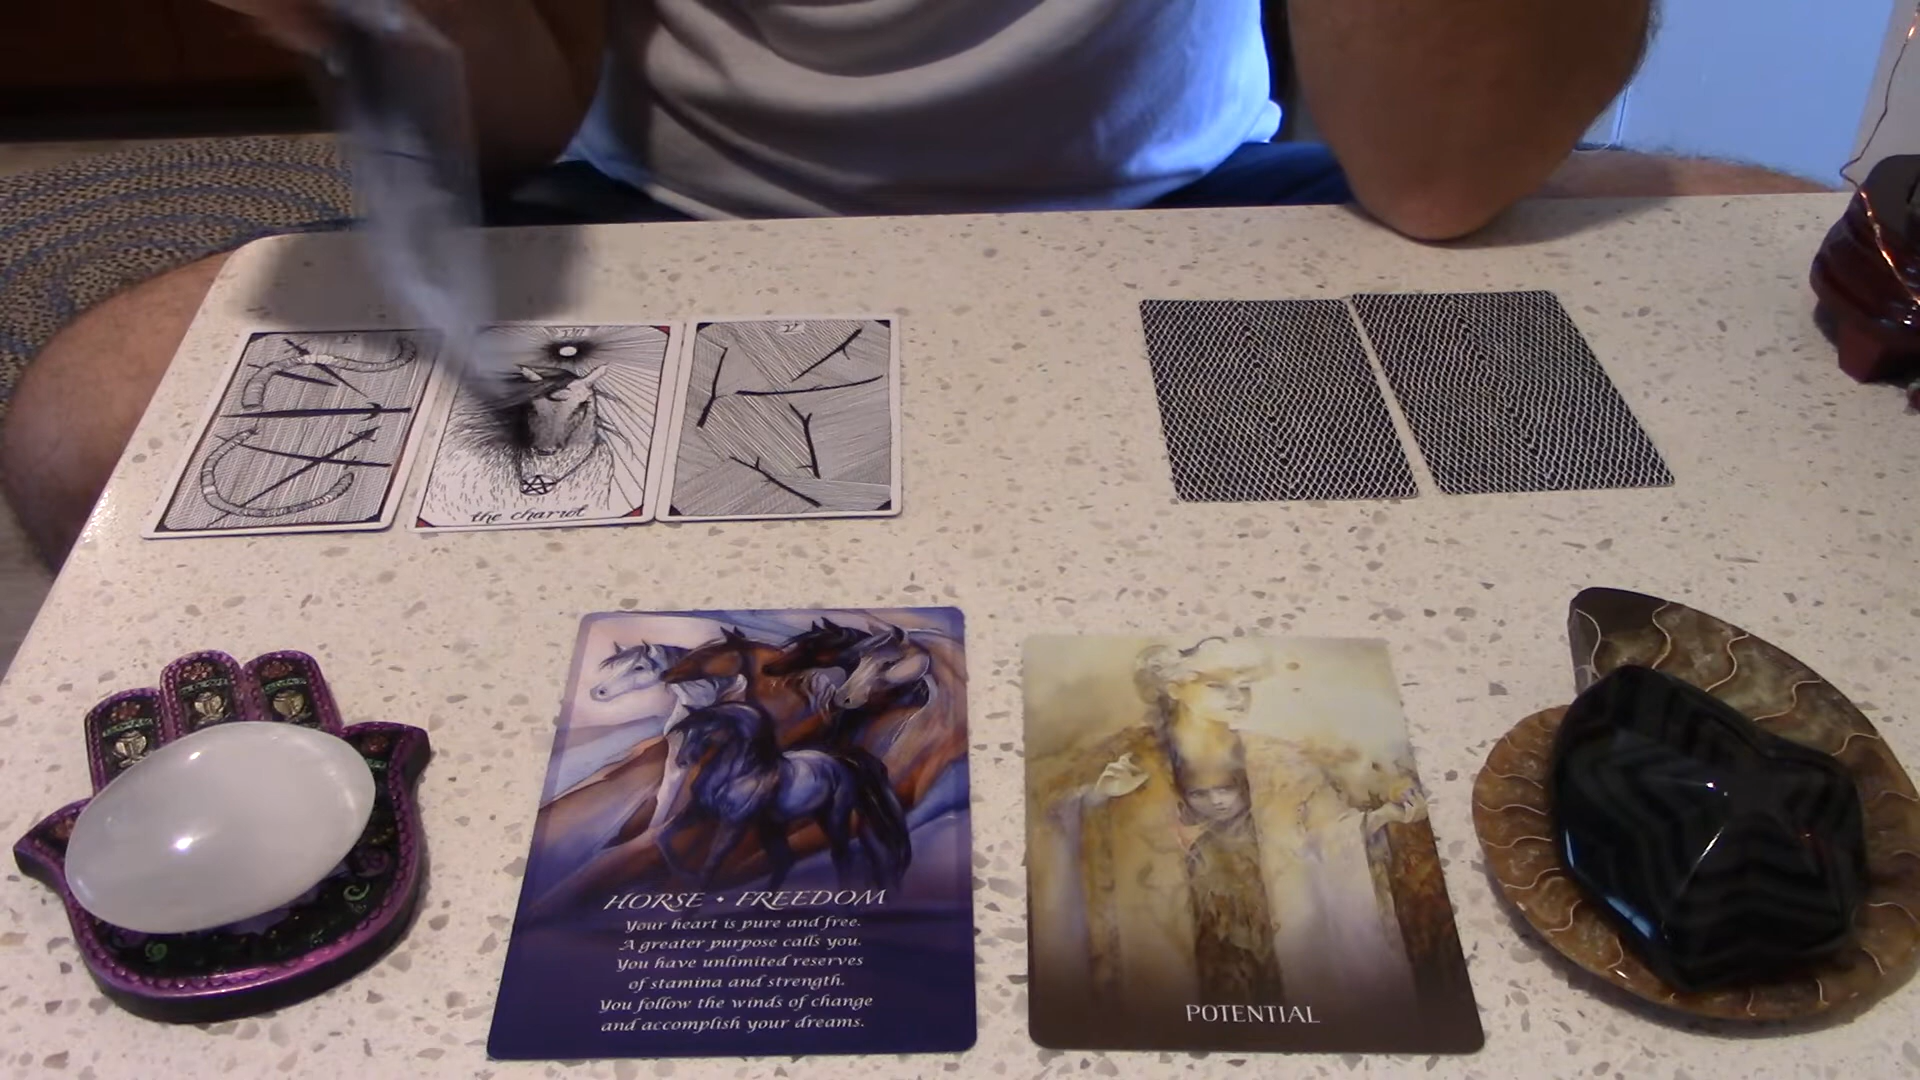 V
VII
V
the chariot
HORSE • FREEDOM
Your heart is pure and free.
A greater purpose calls you.
You have unlimited reserves
of stamina and strength.
You follow the winds of change
and accomplish your dreams.
POTENTIAL